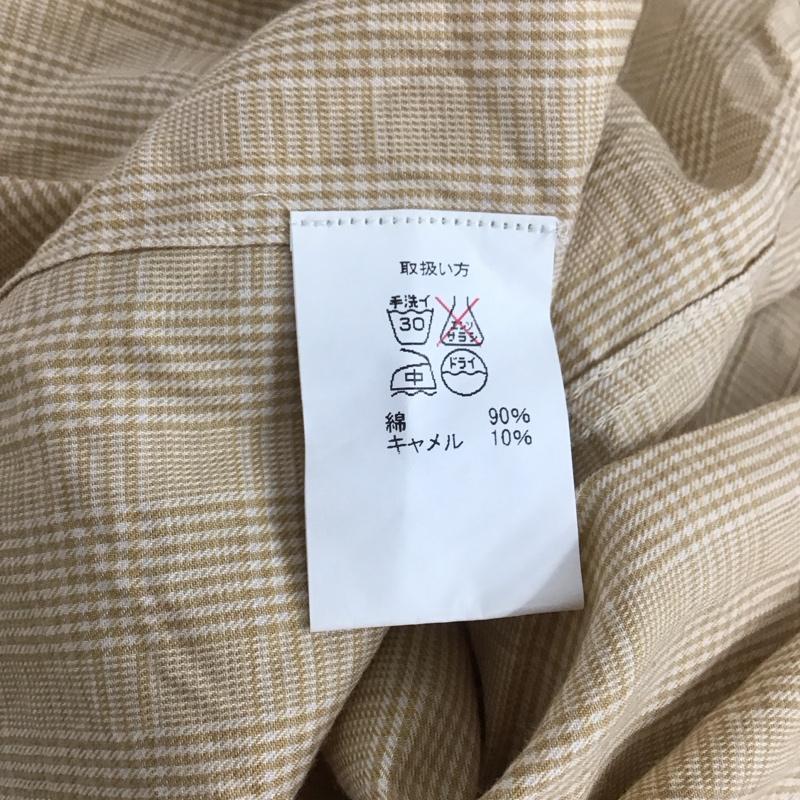 取扱い方
手洗イ
30
エンソ
サラシ
中
ドライ
綿 90%
キャメル 10%